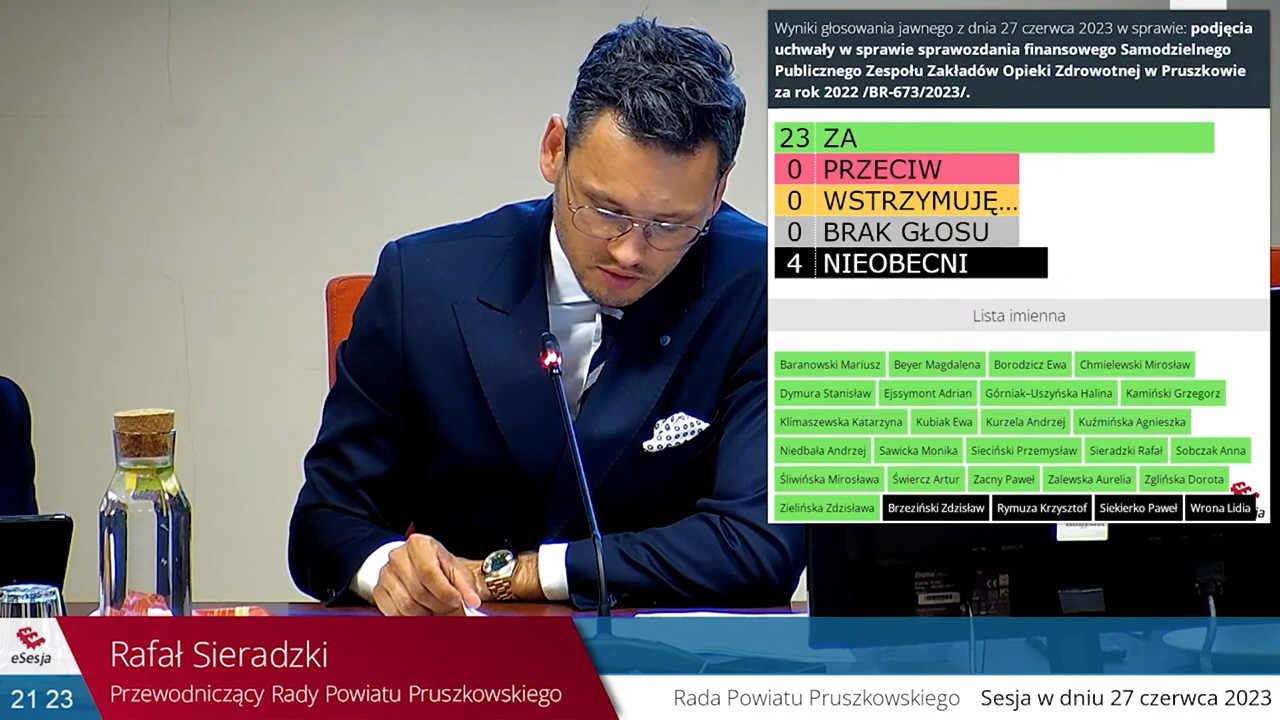 Wyniki głosowania jawnego z dnia 27 czerwca 2023 w sprawie: podjęcia
uchwały w sprawie sprawozdania finansowego Samodzielnego
Publicznego Zespołu Zakładów Opieki Zdrowotnej w Pruszkowie
za rok 2022 /BR-673/2023/.
23 ZA
0 PRZECIW
0 WSTRZYMUJĘ...
0 BRAK GŁOSU
4 NIEOBECNI
Lista imienna
Baranowski Mariusz Beyer Magdalena Borodzicz Ewa Chmielewski Mirosław
Dymura Stanisław Ejssymont Adrian Górniak–Uszyńska Halina Kamiński Grzegorz
Klimaszewska Katarzyna Kubiak Ewa Kurzela Andrzej Kuźmińska Agnieszka
Niedbała Andrzej Sawicka Monika Sieciński Przemysław Sieradzki Rafał Sobczak Anna
Śliwińska Mirosława Świercz Artur Zacny Paweł Zalewska Aurelia Zglińska Dorota
Zielińska Zdzisława Brzeziński Zdzisław Rymuza Krzysztof Siekierko Paweł Wrona Lidia
eSesja
21 23
Rafał Sieradzki
Przewodniczący Rady Powiatu Pruszkowskiego
Rada Powiatu Pruszkowskiego Sesja w dniu 27 czerwca 2023